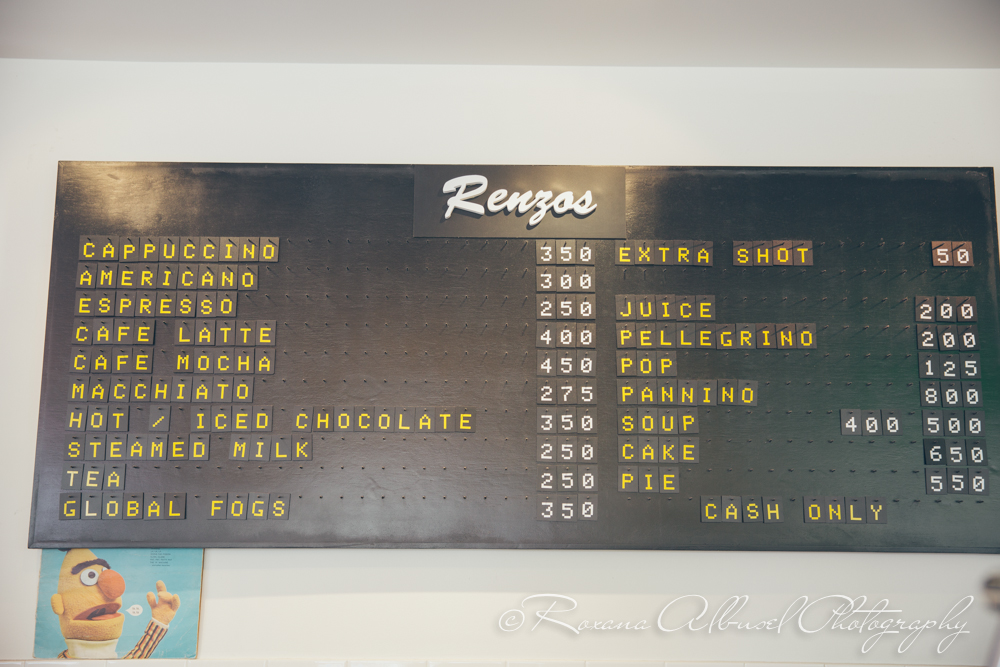 Renzos
CAPPUCCINO 350
AMERICANO 300
ESPRESSO 250
CAFE LATTE 400
CAFE MOCHA 450
MACCHIATO 275
HOT / ICED CHOCOLATE 350
STEAMED MILK 250
TEA 250
GLOBAL FOGS 350
EXTRA SHOT 50
JUICE 200
PELLEGRINO 200
POP 125
PANNINO 800
SOUP 400 500
CAKE 650
PIE 550
CASH ONLY
©Roxana Albusel Photography